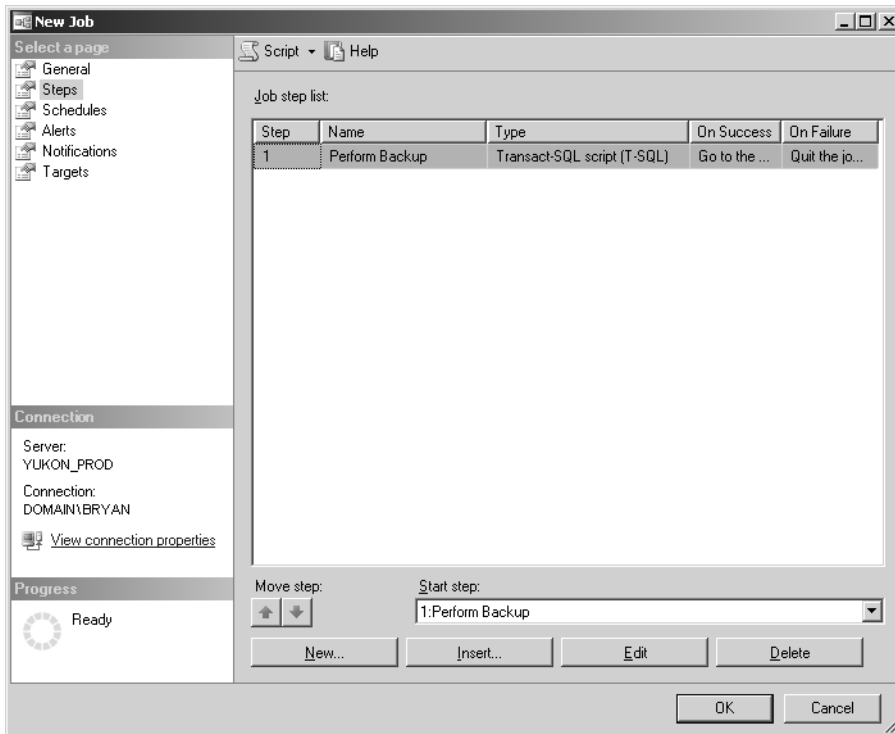 New Job
Select a page
General
Steps
Schedules
Alerts
Notifications
Targets
Script
Help
Job step list:
Step Name Type On Success On Failure
1 Perform Backup Transact-SQL script (T-SQL) Go to the ... Quit the jo...
Connection
Server:
YUKON_PROD
Connection:
DOMAIN\BRYAN
View connection properties
Progress
Ready
Move step: Start step:
1:Perform Backup
New... Insert... Edit Delete
OK Cancel